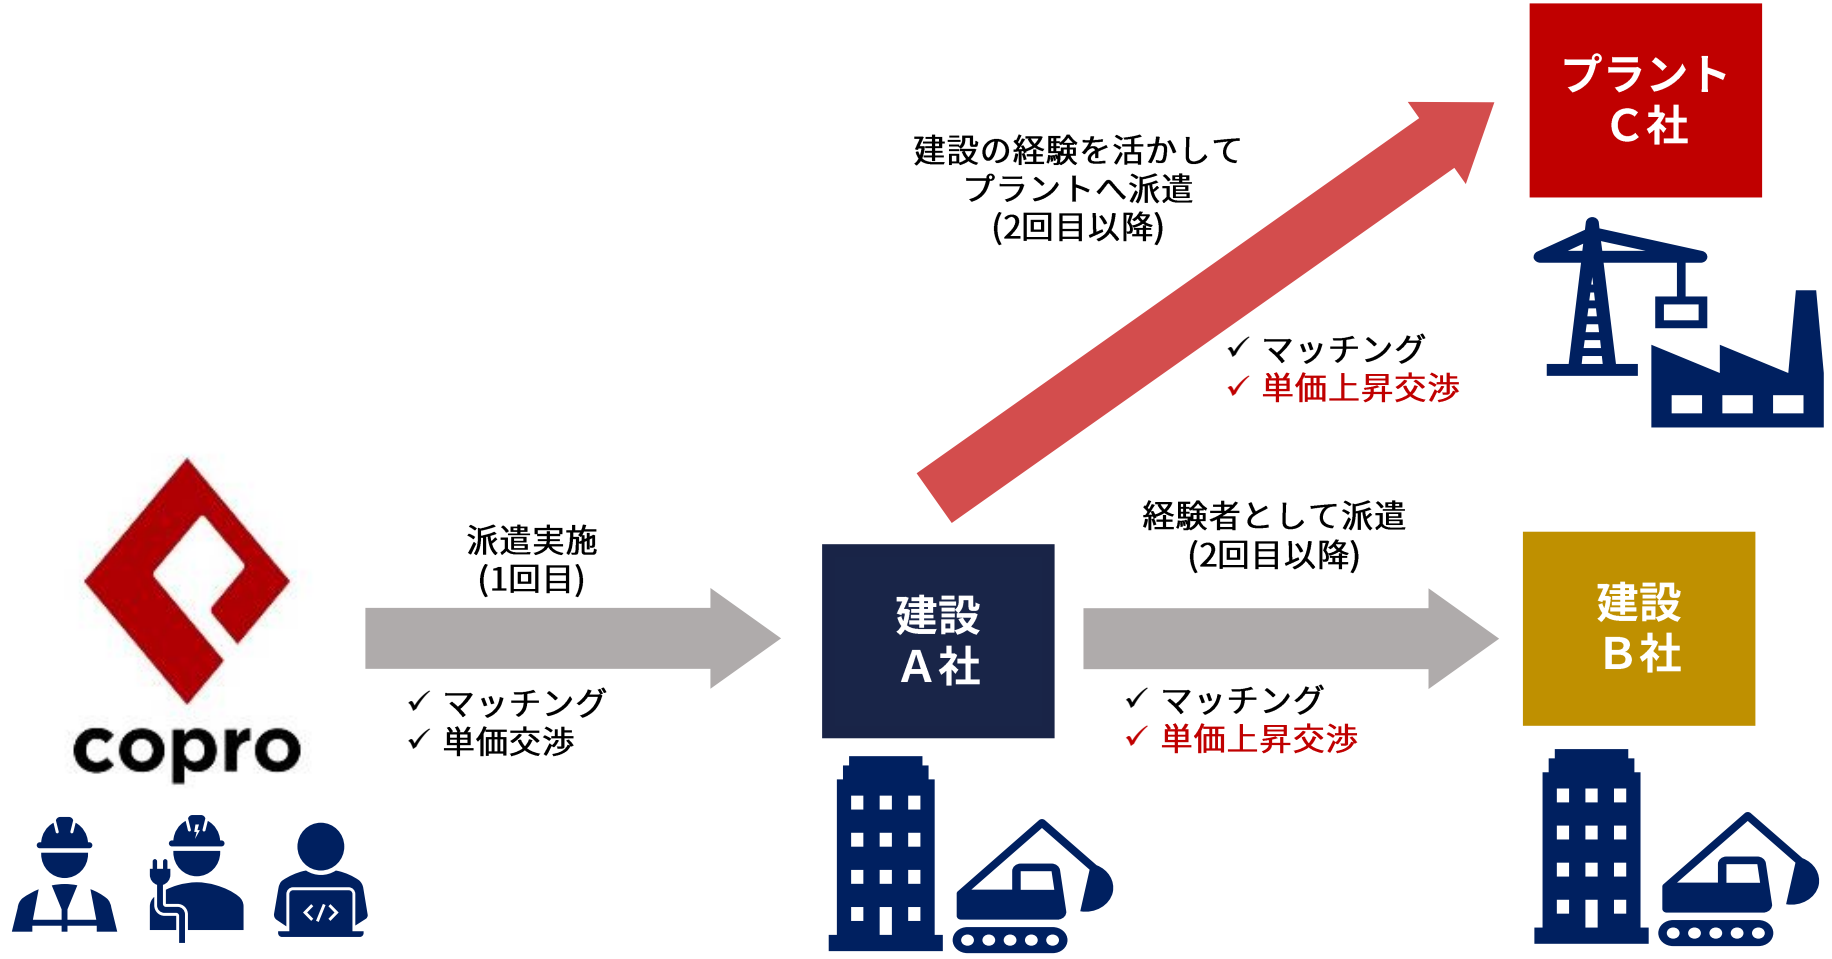 プラント
C社
建設の経験を活かして
プラントへ派遣
(2回目以降)
✓ マッチング
✓ 単価上昇交渉
copro
派遣実施
(1回目)
✓ マッチング
✓ 単価交渉
建設
A社
経験者として派遣
(2回目以降)
✓ マッチング
✓ 単価上昇交渉
建設
B社